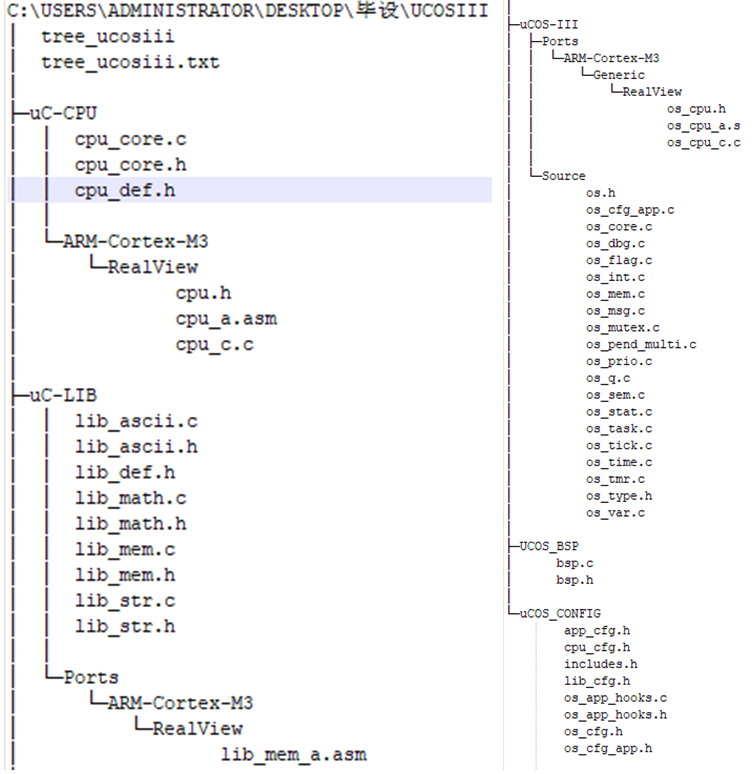 C:\USERS\ADMINISTRATOR\DESKTOP\毕设\UCOSIII
tree_ucosiii
tree_ucosiii.txt
uC-CPU
cpu_core.c
cpu_core.h
cpu_def.h
ARM-Cortex-M3
RealView
cpu.h
cpu_a.asm
cpu_c.c
uC-LIB
lib_ascii.c
lib_ascii.h
lib_def.h
lib_math.c
lib_math.h
lib_mem.c
lib_mem.h
lib_str.c
lib_str.h
Ports
ARM-Cortex-M3
RealView
lib_mem_a.asm
uCOS-III
Ports
ARM-Cortex-M3
Generic
RealView
os_cpu.h
os_cpu_a.s
os_cpu_c.c
Source
os.h
os_cfg_app.c
os_core.c
os_dbg.c
os_flag.c
os_int.c
os_mem.c
os_msg.c
os_mutex.c
os_pend_multi.c
os_prio.c
os_q.c
os_sem.c
os_stat.c
os_task.c
os_tick.c
os_time.c
os_tmr.c
os_type.h
os_var.c
UCOS_BSP
bsp.c
bsp.h
uCOS_CONFIG
app_cfg.h
cpu_cfg.h
includes.h
lib_cfg.h
os_app_hooks.c
os_app_hooks.h
os_cfg.h
os_cfg_app.h